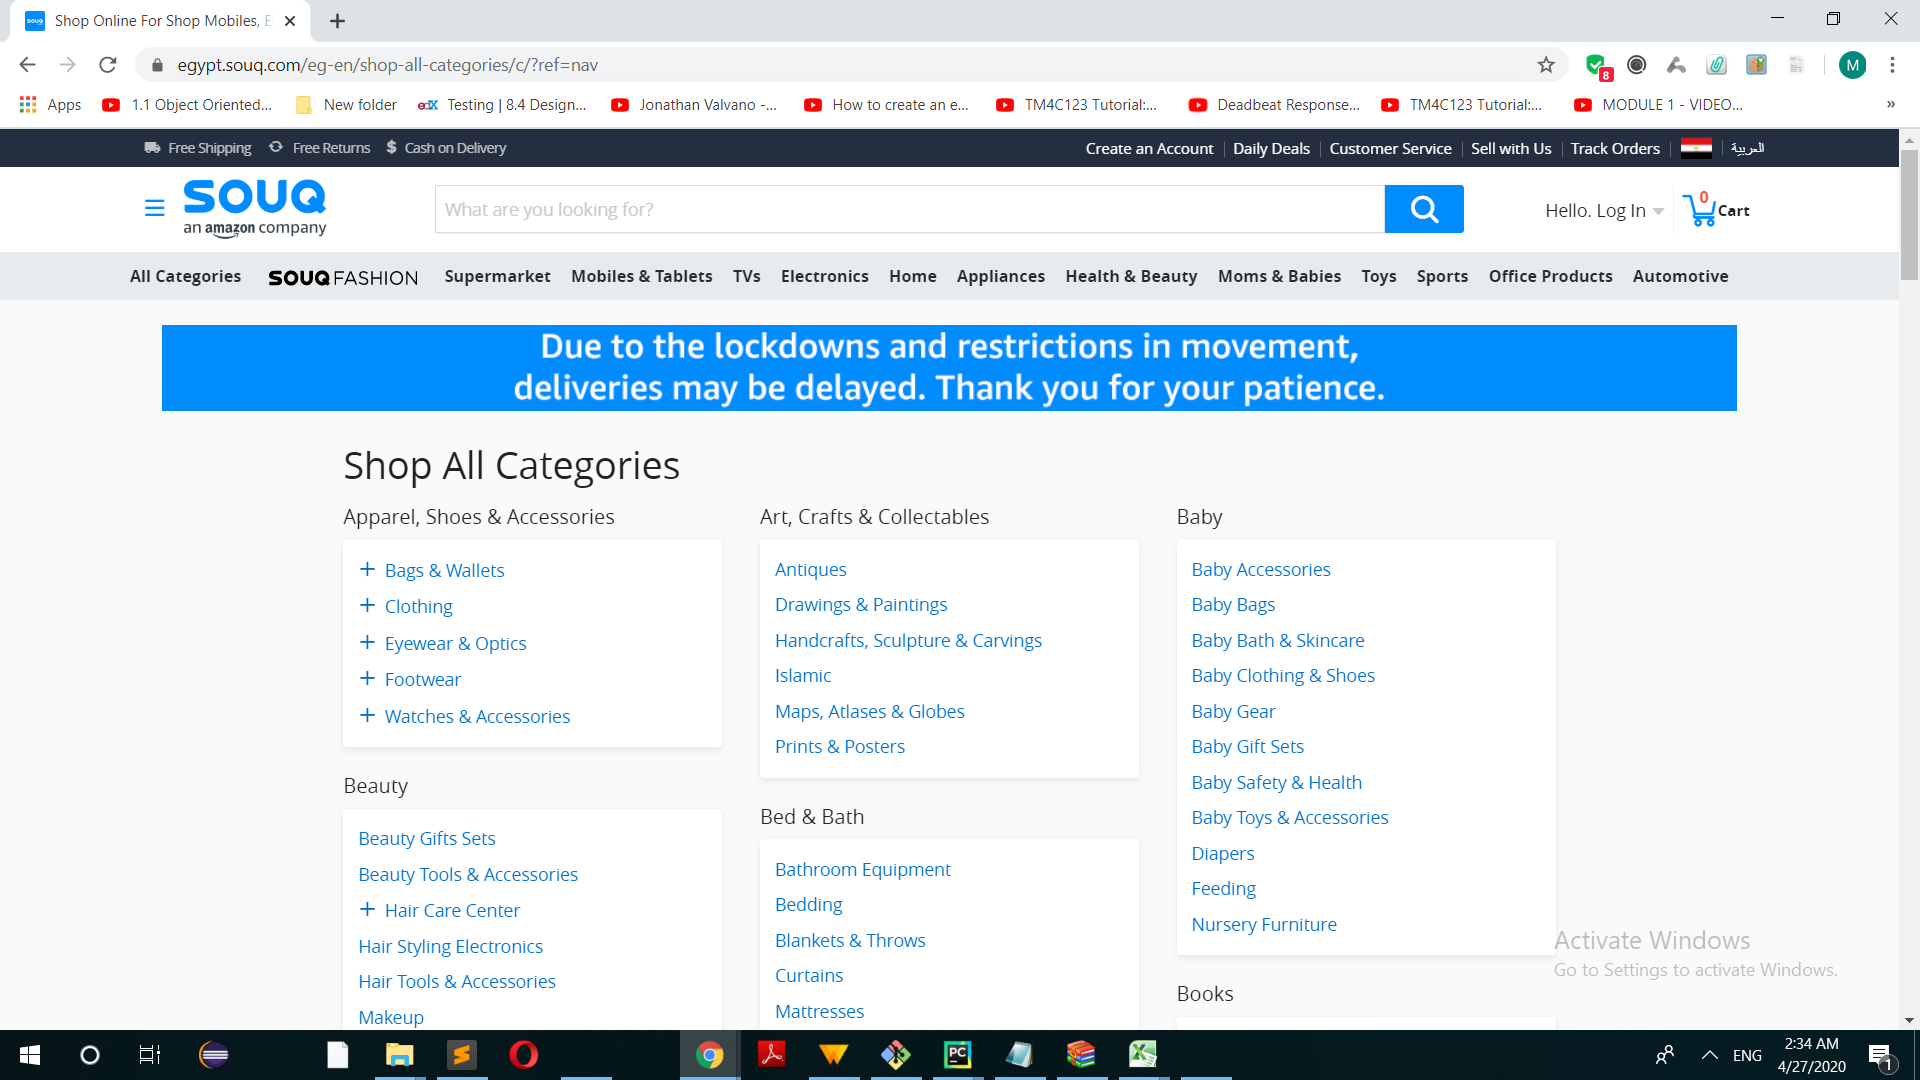 Shop Online For Shop Mobiles, E
egypt.souq.com/eg-en/shop-all-categories/c/?ref=nav
8
M
Apps
1.1 Object Oriented...
New folder
edX
Testing | 8.4 Design...
Jonathan Valvano -...
How to create an e...
TM4C123 Tutorial:...
Deadbeat Response...
TM4C123 Tutorial:...
MODULE 1 - VIDEO...
»
Free Shipping
Free Returns
$ Cash on Delivery
Create an Account
Daily Deals
Customer Service
Sell with Us
Track Orders
العربية
SOUQ
an amazon company
What are you looking for?
Hello. Log In
0
Cart
All Categories
SOUQ FASHION
Supermarket
Mobiles & Tablets
TVs
Electronics
Home
Appliances
Health & Beauty
Moms & Babies
Toys
Sports
Office Products
Automotive
Due to the lockdowns and restrictions in movement,
deliveries may be delayed. Thank you for your patience.
Shop All Categories
Apparel, Shoes & Accessories
+ Bags & Wallets
+ Clothing
+ Eyewear & Optics
+ Footwear
+ Watches & Accessories
Beauty
Beauty Gifts Sets
Beauty Tools & Accessories
+ Hair Care Center
Hair Styling Electronics
Hair Tools & Accessories
Makeup
Art, Crafts & Collectables
Antiques
Drawings & Paintings
Handcrafts, Sculpture & Carvings
Islamic
Maps, Atlases & Globes
Prints & Posters
Bed & Bath
Bathroom Equipment
Bedding
Blankets & Throws
Curtains
Mattresses
Baby
Baby Accessories
Baby Bags
Baby Bath & Skincare
Baby Clothing & Shoes
Baby Gear
Baby Gift Sets
Baby Safety & Health
Baby Toys & Accessories
Diapers
Feeding
Nursery Furniture
Books
Activate Windows
Go to Settings to activate Windows.
PC
ENG
2:34 AM
4/27/2020
1